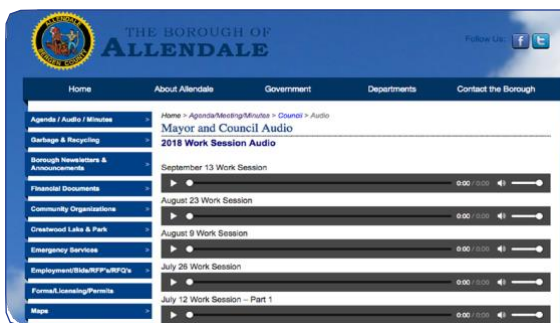 THE BOROUGH OF
ALLENDALE
Follow Us:
Home About Allendale Government Departments Contact the Borough
Agenda / Audio / Minutes »
Garbage & Recycling »
Borough Newsletters &
Announcements »
Financial Documents »
Community Organizations »
Crestwood Lake & Park »
Emergency Services »
Employment/Bids/RFP's/RFQ's »
Forms/Licensing/Permits
Maps »
Home > Agenda/Meeting/Minutes > Council > Audio
Mayor and Council Audio
2018 Work Session Audio
September 13 Work Session
0:00 / 0:00
August 23 Work Session
0:00 / 0:00
August 9 Work Session
0:00 / 0:00
July 26 Work Session
0:00 / 0:00
July 12 Work Session – Part 1
0:00 / 0:00